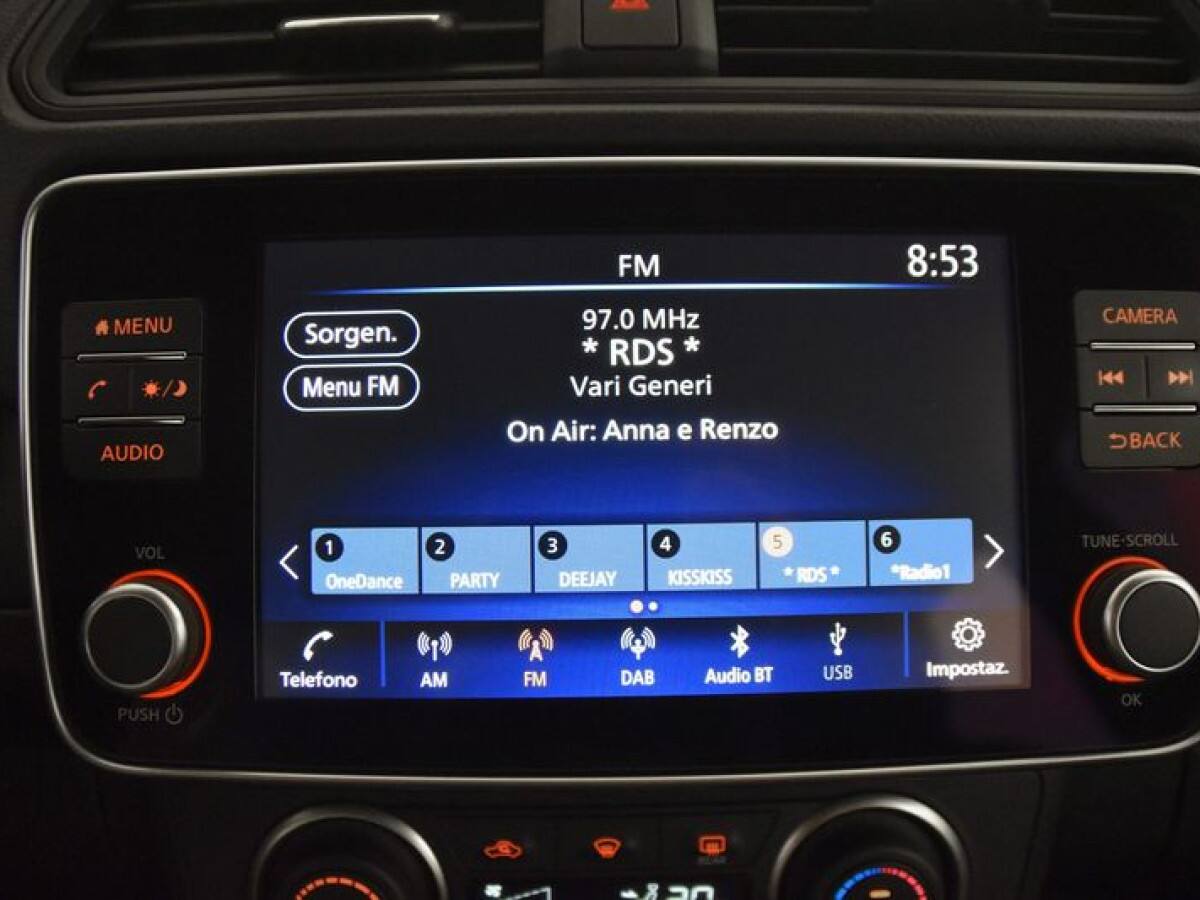 FM
8:53
MENU
AUDIO
VOL
PUSH
Sorgen.
Menu FM
97.0 MHz
* RDS *
Vari Generi
On Air: Anna e Renzo
CAMERA
BACK
TUNE·SCROLL
OK
1 OneDance
2 PARTY
3 DEEJAY
4 KISSKISS
5 * RDS *
6 *Radio1
Telefono
AM
FM
DAB
Audio BT
USB
Impostaz.
REAR